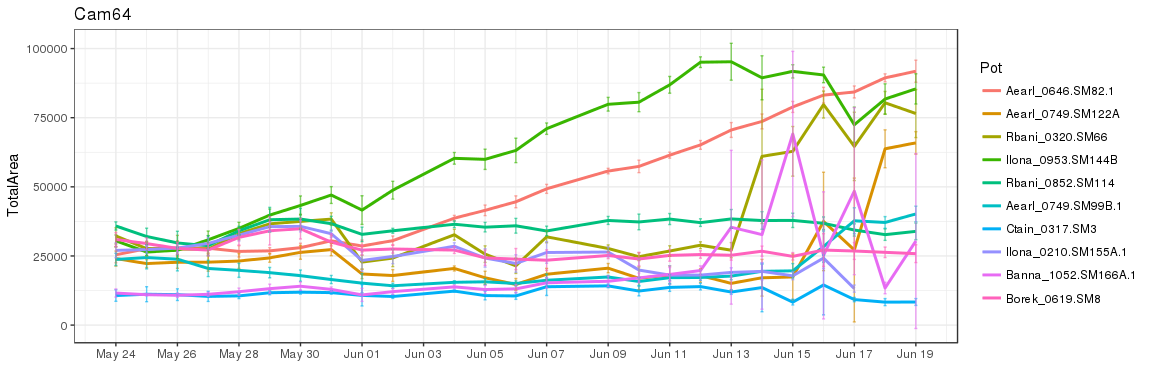 Cam64
TotalArea
100000
75000
50000
25000
0
May 24 May 26 May 28 May 30 Jun 01 Jun 03 Jun 05 Jun 07 Jun 09 Jun 11 Jun 13 Jun 15 Jun 17 Jun 19
Pot
Aearl_0646.SM82.1
Aearl_0749.SM122A
Rbani_0320.SM66
Ilona_0953.SM144B
Rbani_0852.SM114
Aearl_0749.SM99B.1
Ctain_0317.SM3
Ilona_0210.SM155A.1
Banna_1052.SM166A.1
Borek_0619.SM8